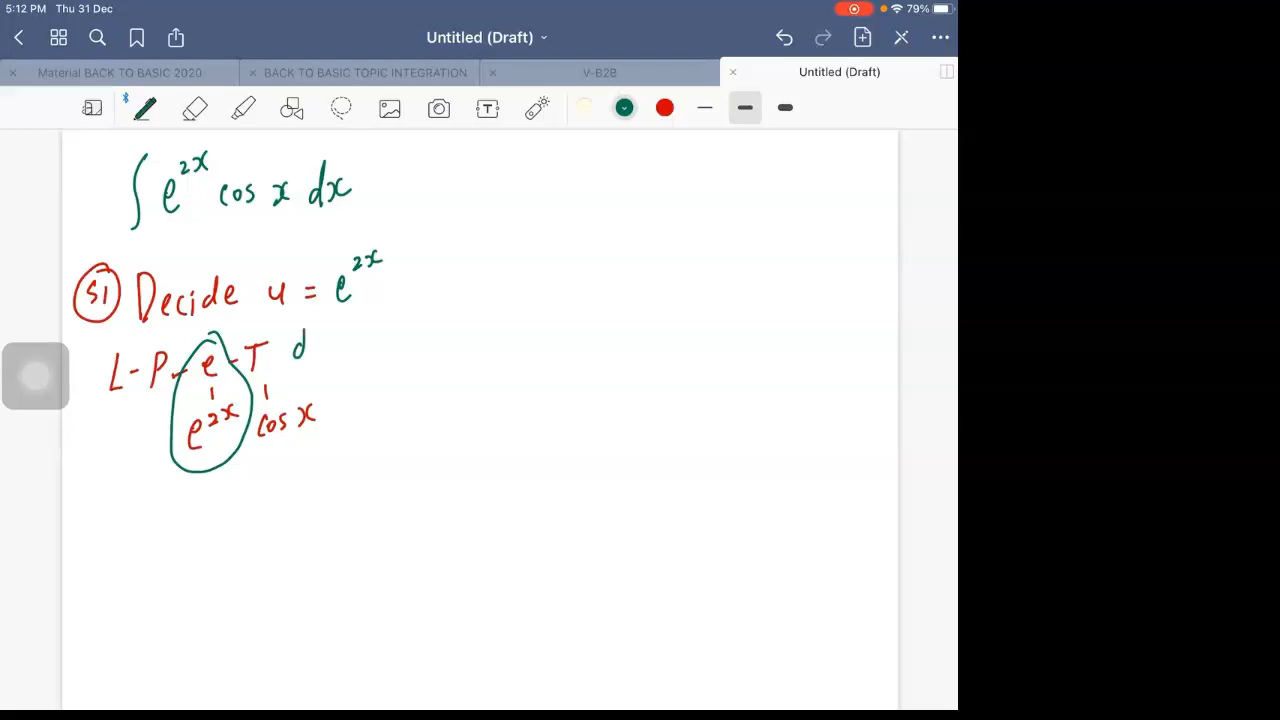 5:12 PM Thu 31 Dec 79%
Untitled (Draft)
Material BACK TO BASIC 2020 BACK TO BASIC TOPIC INTEGRATION V-B2B Untitled (Draft)
T
∫ e^{2x} cos x dx
S1 Decide u = e^{2x}
L-P-e-T d
e^{2x} cos x